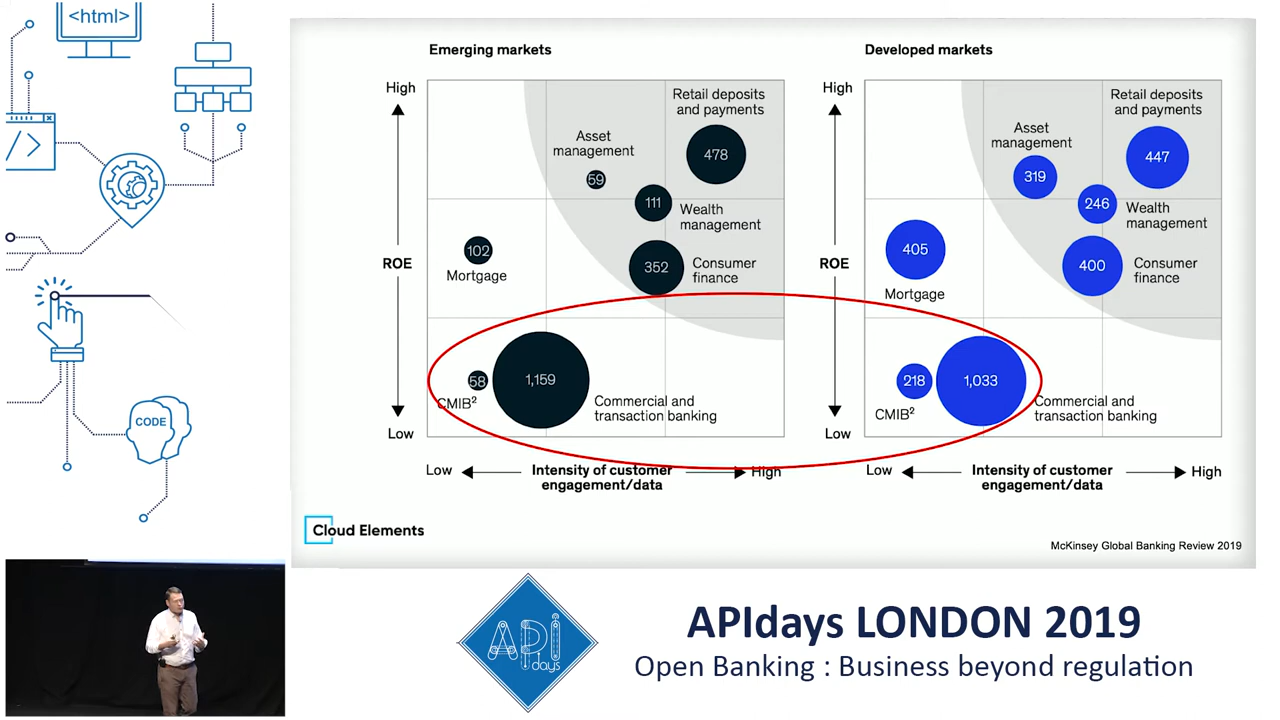 <html>
</>
CODE
Emerging markets
High
ROE
Low
Retail deposits
and payments
478
Asset
management
59
111
Wealth
management
102
Mortgage
352
Consumer
finance
58
CMIB²
1,159
Commercial and
transaction banking
Low
Intensity of customer
engagement/data
High
Developed markets
High
ROE
Low
Retail deposits
and payments
447
Asset
management
319
246
Wealth
management
405
Mortgage
400
Consumer
finance
218
CMIB²
1,033
Commercial and
transaction banking
Low
Intensity of customer
engagement/data
High
Cloud Elements
McKinsey Global Banking Review 2019
API
days
APIdays LONDON 2019
Open Banking : Business beyond regulation